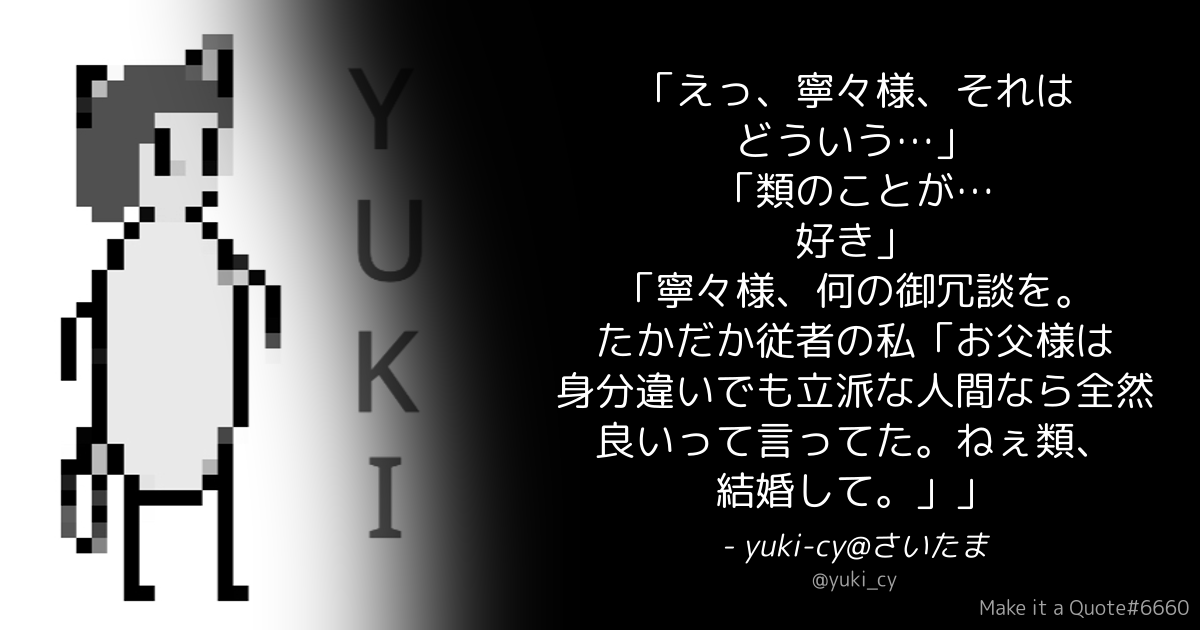 YUKI
「えっ、寧々様、それは
どういう…」
「類のことが…
好き」
「寧々様、何の御冗談を。
たかだか従者の私「お父様は
身分違いでも立派な人間なら全然
良いって言ってた。ねぇ類、
結婚して。」」
- yuki-cy@さいたま
@yuki_cy
Make it a Quote#6660